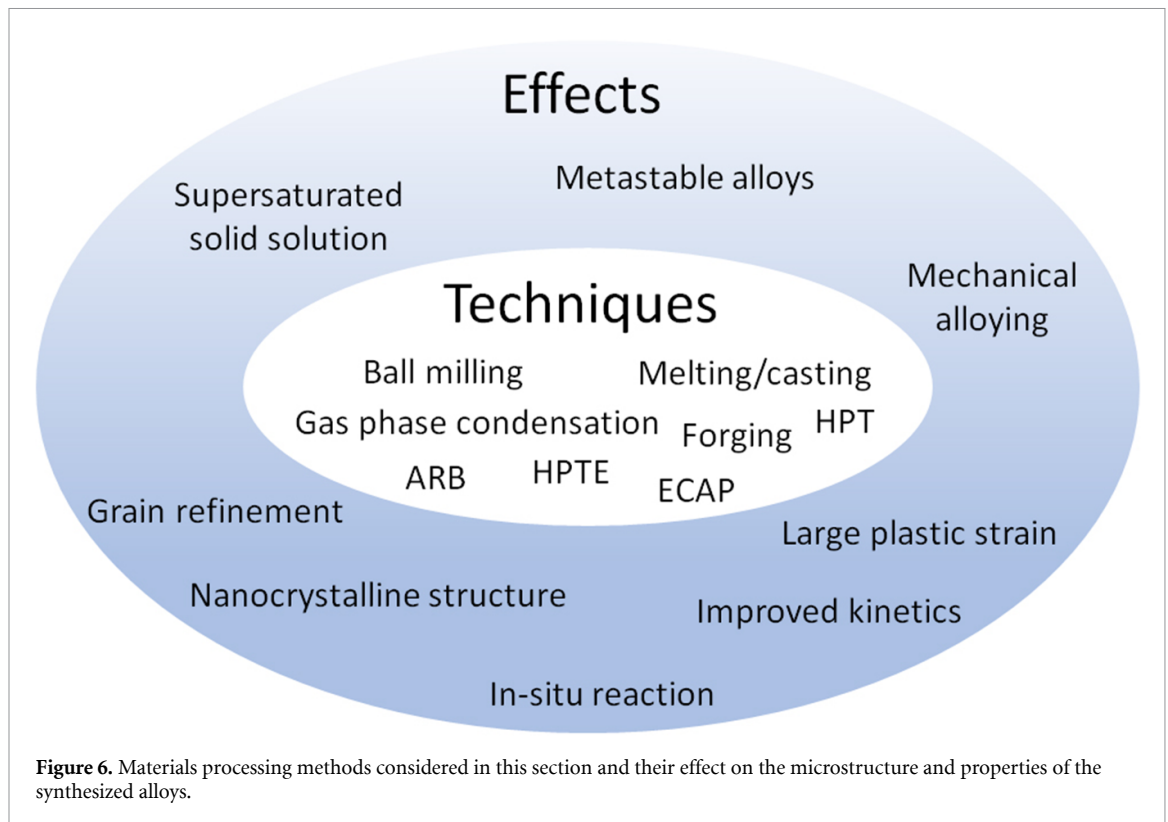 Effects
Metastable alloys
Supersaturated
solid solution
Mechanical
alloying
Techniques
Ball milling
Melting/casting
Gas phase condensation
Forging
HPT
ARB
HPTE
ECAP
Grain refinement
Large plastic strain
Nanocrystalline structure
Improved kinetics
In-situ reaction
Figure 6. Materials processing methods considered in this section and their effect on the microstructure and properties of the
synthesized alloys.